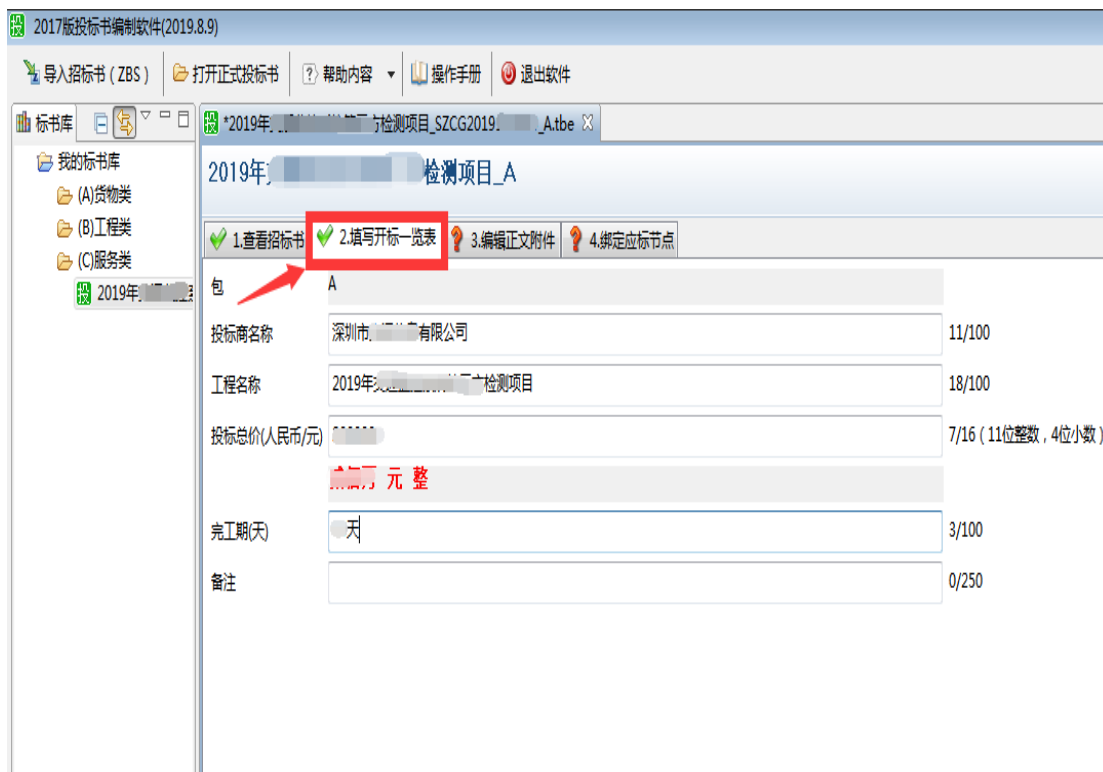 投 2017版投标书编制软件(2019.8.9)
导入招标书(ZBS) 打开正式投标书 ? 帮助内容 操作手册 退出软件
标书库
投 *2019年 方检测项目_SZCG2019 _A.tbe
我的标书库
2019年 检测项目_A
(A)货物类
(B)工程类
(C)服务类
投 2019年
1.查看招标书 2.填写开标一览表 ? 3.编辑正文附件 ? 4.绑定应标节点
包 A
投标商名称 深圳市 有限公司 11/100
工程名称 2019年 检测项目 18/100
投标总价(人民币/元) 7/16(11位整数,4位小数)
元 整
完工期(天) 天 3/100
备注 0/250